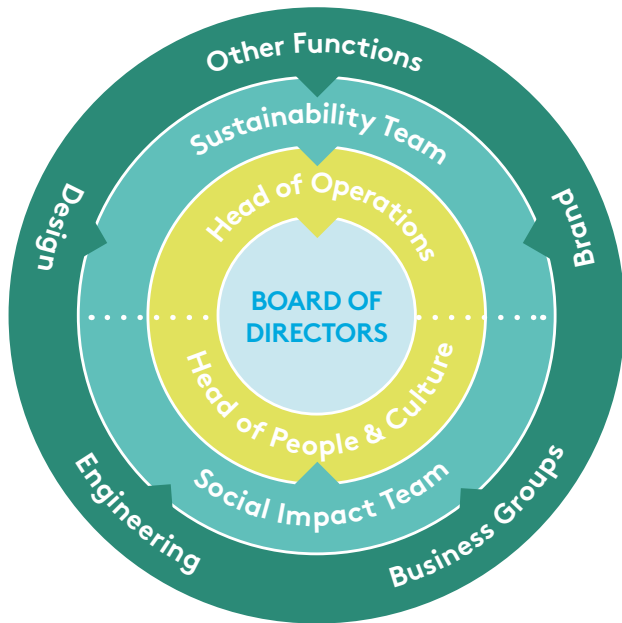 Other Functions
Sustainability Team
Head of Operations
Design
Brand
BOARD OF
DIRECTORS
Head of People & Culture
Social Impact Team
Engineering
Business Groups